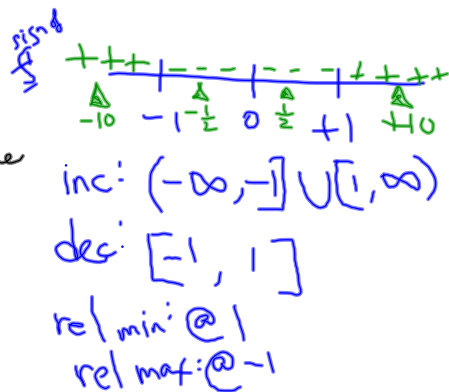 sign of
+ + + - - - - - - + + + +
-10 -1 -1/2 0 1/2 +1 +10
inc: (-∞, -1] ∪ [1, ∞)
dec: [-1, 1]
rel min: @ 1
rel max: @ -1